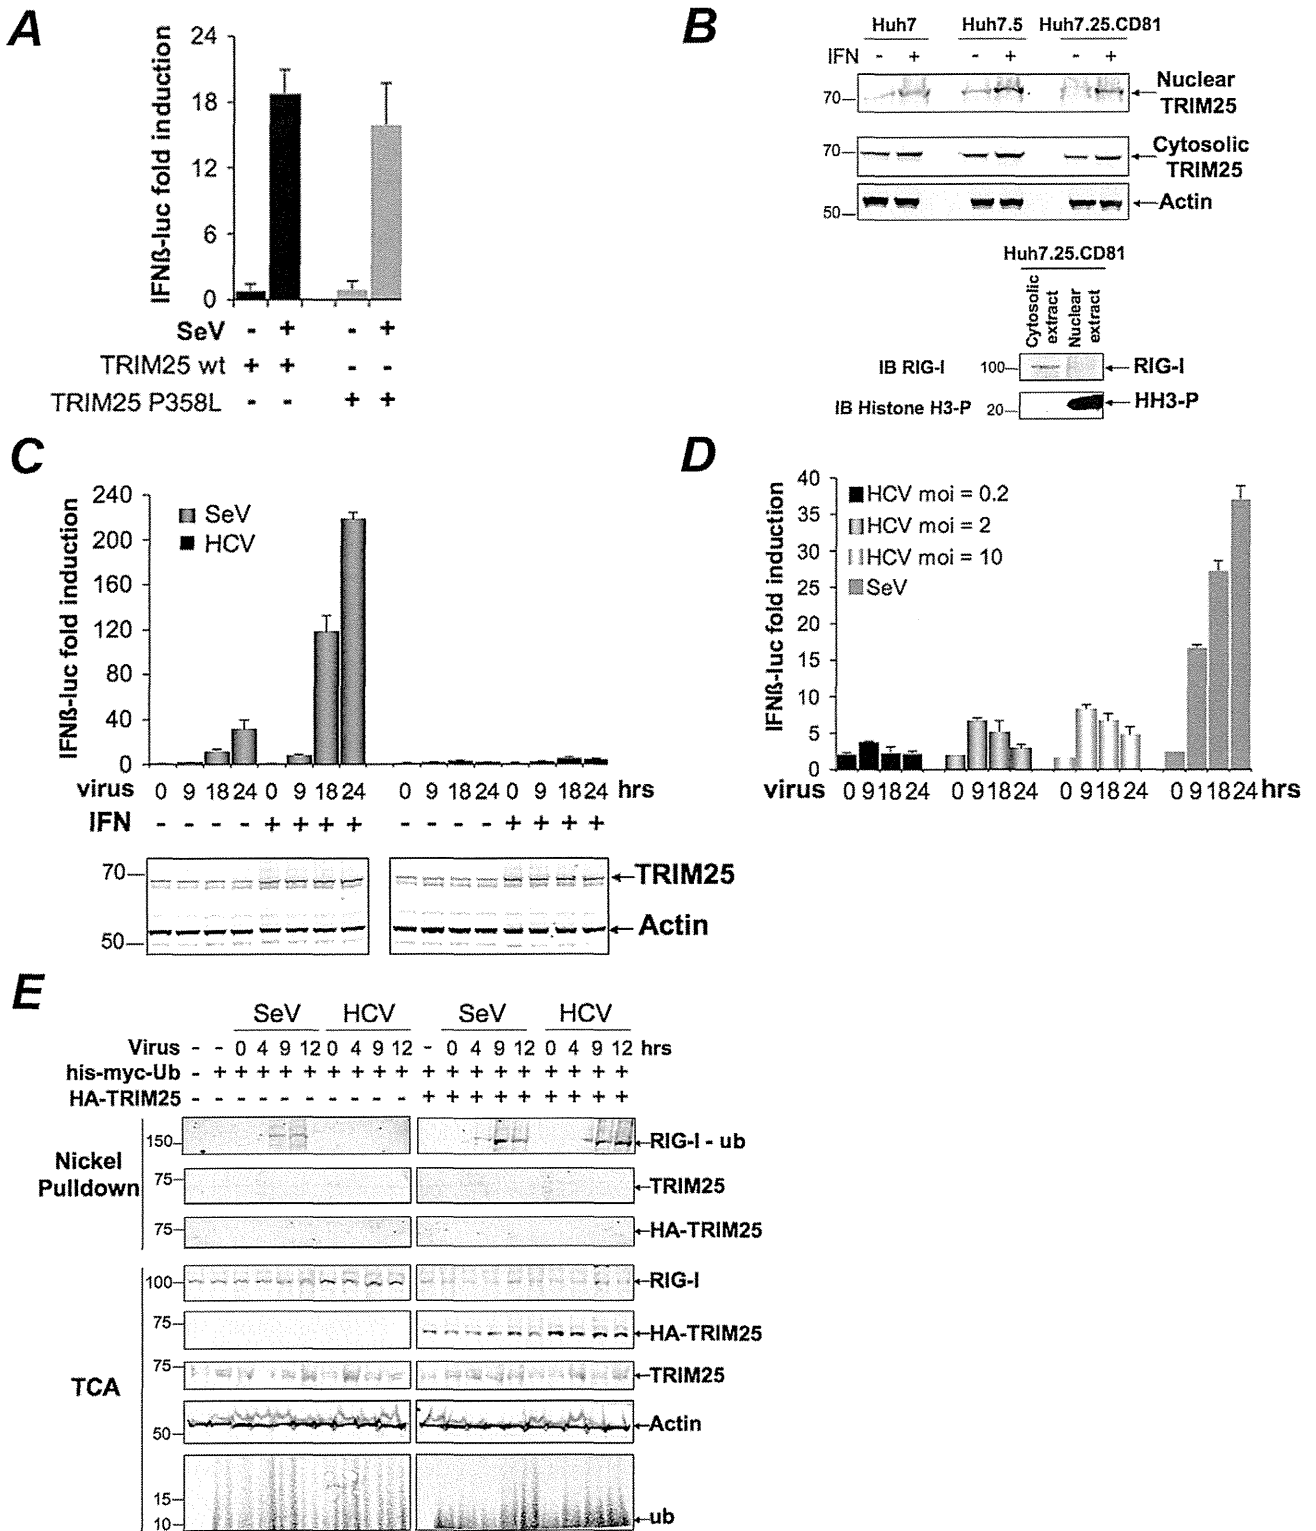 A
24
18
12
6
0
IFNß-luc fold induction
SeV - + - +
TRIM25 wt + + - -
TRIM25 P358L - - + +
B
Huh7 Huh7.5 Huh7.25.CD81
IFN - + - + - +
70
Nuclear TRIM25
70
Cytosolic TRIM25
50
Actin
Huh7.25.CD81
Cytosolic extract
Nuclear extract
IB RIG-I 100 RIG-I
IB Histone H3-P 20 HH3-P
C
240
200
160
120
80
40
0
IFNß-luc fold induction
SeV
HCV
virus 0 9 18 24 0 9 18 24 0 9 18 24 0 9 18 24 hrs
IFN - - - - + + + + - - - - + + + +
70 TRIM25
50 Actin
D
40
35
30
25
20
15
10
5
0
IFNß-luc fold induction
HCV moi = 0.2
HCV moi = 2
HCV moi = 10
SeV
virus 0 9 18 24 0 9 18 24 0 9 18 24 0 9 18 24 hrs
E
SeV HCV SeV HCV
Virus - - 0 4 9 12 0 4 9 12 - 0 4 9 12 0 4 9 12 hrs
his-myc-Ub - + + + + + + + + + + + + + + + + + +
HA-TRIM25 - - - - - - - - - - + + + + + + + + +
Nickel Pulldown
150 RIG-I - ub
75 TRIM25
75 HA-TRIM25
TCA
100 RIG-I
75 HA-TRIM25
75 TRIM25
50 Actin
15
10 ub